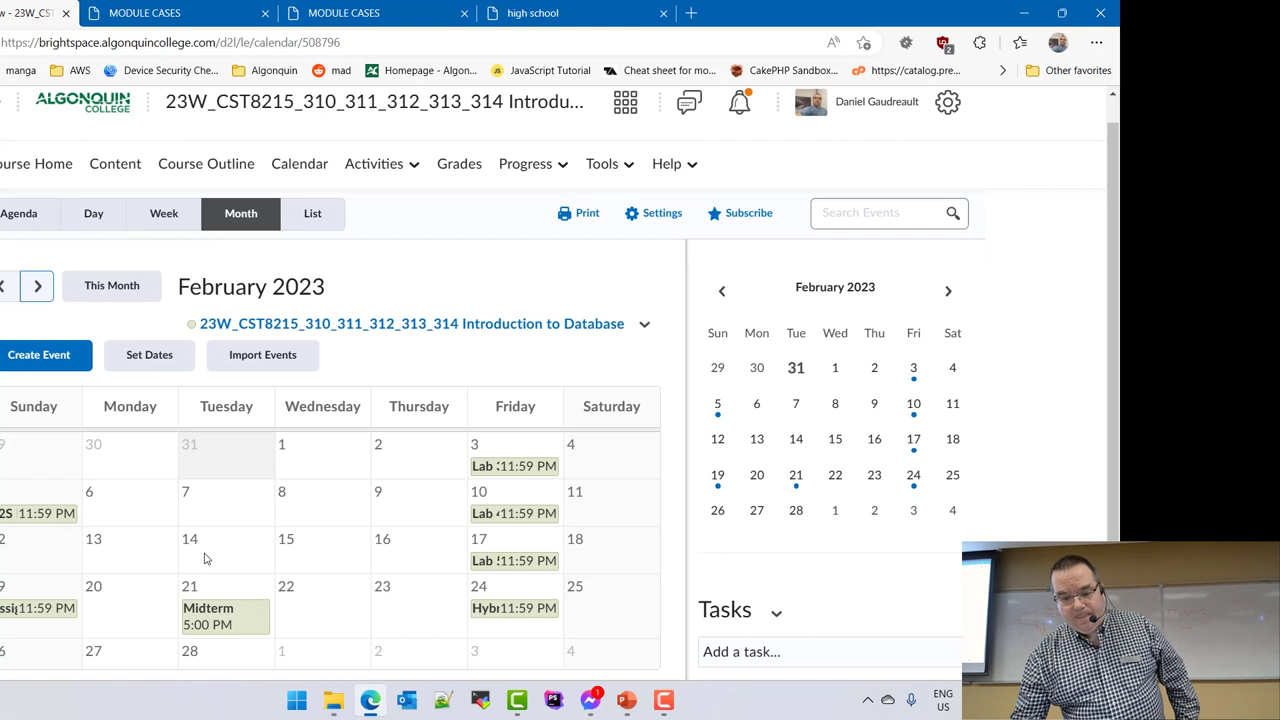 w - 23W_CST MODULE CASES MODULE CASES high school
https://brightspace.algonquincollege.com/d2l/le/calendar/508796
manga AWS Device Security Che... Algonquin mad Homepage - Algon... JavaScript Tutorial Cheat sheet for mo... CakePHP Sandbox... https://catalog.pre... Other favorites
ALGONQUIN COLLEGE 23W_CST8215_310_311_312_313_314 Introdu... Daniel Gaudreault
ourse Home Content Course Outline Calendar Activities Grades Progress Tools Help
Agenda Day Week Month List Print Settings Subscribe Search Events
This Month February 2023
23W_CST8215_310_311_312_313_314 Introduction to Database
Create Event Set Dates Import Events
Sunday Monday Tuesday Wednesday Thursday Friday Saturday
9 30 31 1 2 3 4
Lab 11:59 PM
6 7 8 9 10 11
2S 11:59 PM Lab 11:59 PM
2 13 14 15 16 17 18
Lab 11:59 PM
9 20 21 22 23 24 25
ssig 11:59 PM Midterm 5:00 PM Hybr 11:59 PM
6 27 28 1 2 3 4
February 2023
Sun Mon Tue Wed Thu Fri Sat
29 30 31 1 2 3 4
5 6 7 8 9 10 11
12 13 14 15 16 17 18
19 20 21 22 23 24 25
26 27 28 1 2 3 4
Tasks
Add a task...
ENG
US